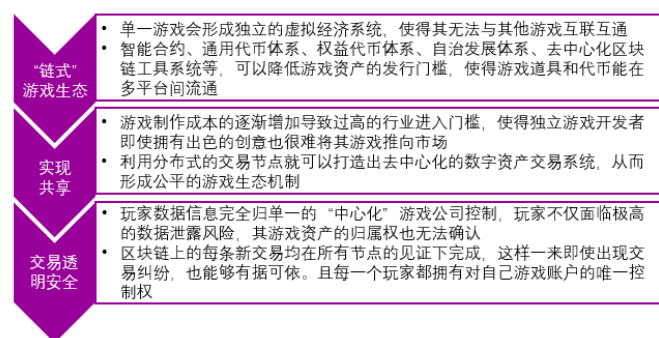 “链式”
游戏生态
• 单一游戏会形成独立的虚拟经济系统，使得其无法与其他游戏互联互通
• 智能合约、通用代币体系、权益代币体系、自治发展体系、去中心化区块
链工具系统等，可以降低游戏资产的发行门槛，使得游戏道具和代币能在
多平台间流通
实现
共享
• 游戏制作成本的逐渐增加导致过高的行业进入门槛，使得独立游戏开发者
即使拥有出色的创意也很难将其游戏推向市场
• 利用分布式的交易节点就可以打造出去中心化的数字资产交易系统，从而
形成公平的游戏生态机制
交易透
明安全
• 玩家数据信息完全归单一的“中心化”游戏公司控制，玩家不仅面临极高
的数据泄露风险，其游戏资产的归属权也无法确认
• 区块链上的每条新交易均在所有节点的见证下完成，这样一来即使出现交
易纠纷，也能够有据可依。且每一个玩家都拥有对自己游戏账户的唯一控
制权